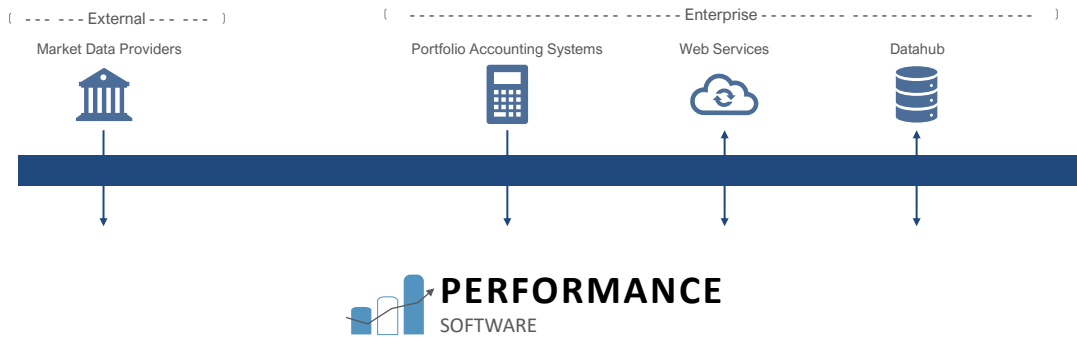 External
Enterprise
Market Data Providers
Portfolio Accounting Systems
Web Services
Datahub
PERFORMANCE
SOFTWARE